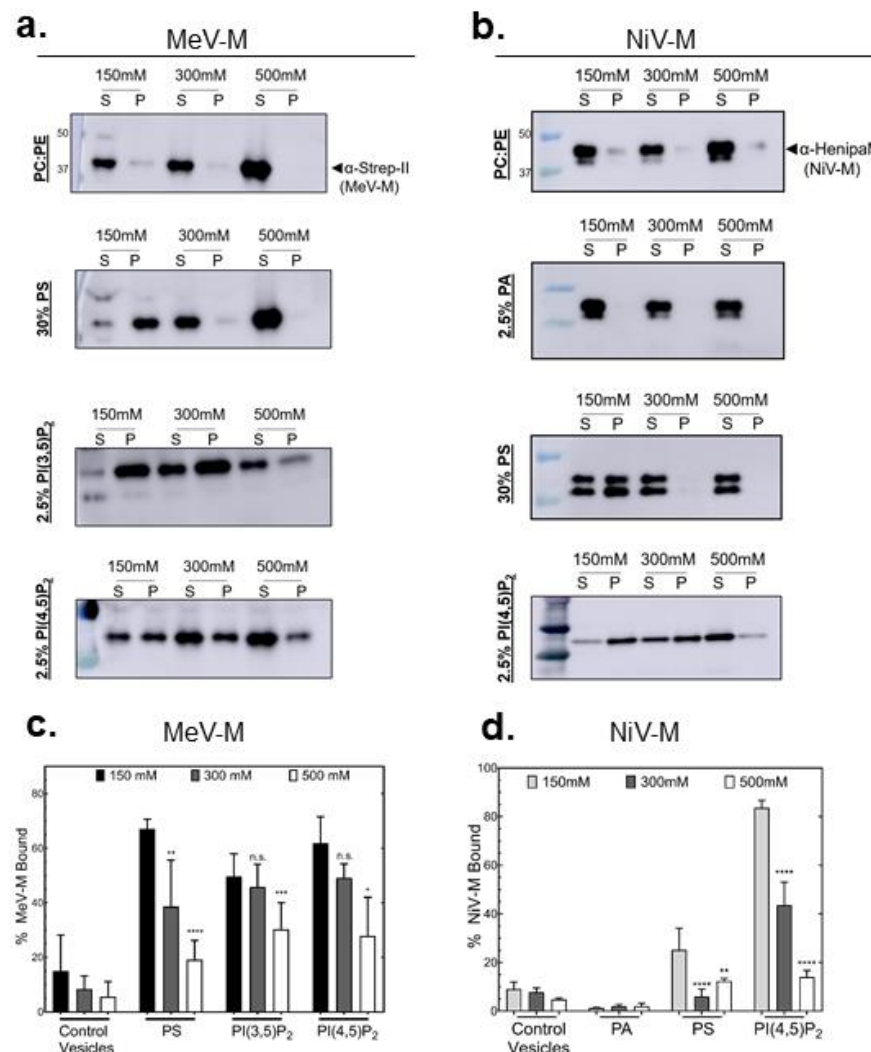 a.
MeV-M
150mM 300mM 500mM
S P S P S P
PC:PE
50
37
α-Strep-II
(MeV-M)
150mM 300mM 500mM
S P S P S P
30% PS
150mM 300mM 500mM
S P S P S P
2.5% PI(3,5)P2
150mM 300mM 500mM
S P S P S P
2.5% PI(4,5)P2
b.
NiV-M
150mM 300mM 500mM
S P S P S P
PC:PE
50
37
α-HenipaM
(NiV-M)
150mM 300mM 500mM
S P S P S P
2.5% PA
150mM 300mM 500mM
S P S P S P
30% PS
150mM 300mM 500mM
S P S P S P
2.5% PI(4,5)P2
c.
MeV-M
150 mM 300 mM 500 mM
% MeV-M Bound
80
60
40
20
0
** **** n.s. *** n.s. *
Control Vesicles PS PI(3,5)P2 PI(4,5)P2
d.
NiV-M
150mM 300mM 500mM
% NiV-M Bound
100
80
60
40
20
0
**** ** **** ****
Control Vesicles PA PS PI(4,5)P2